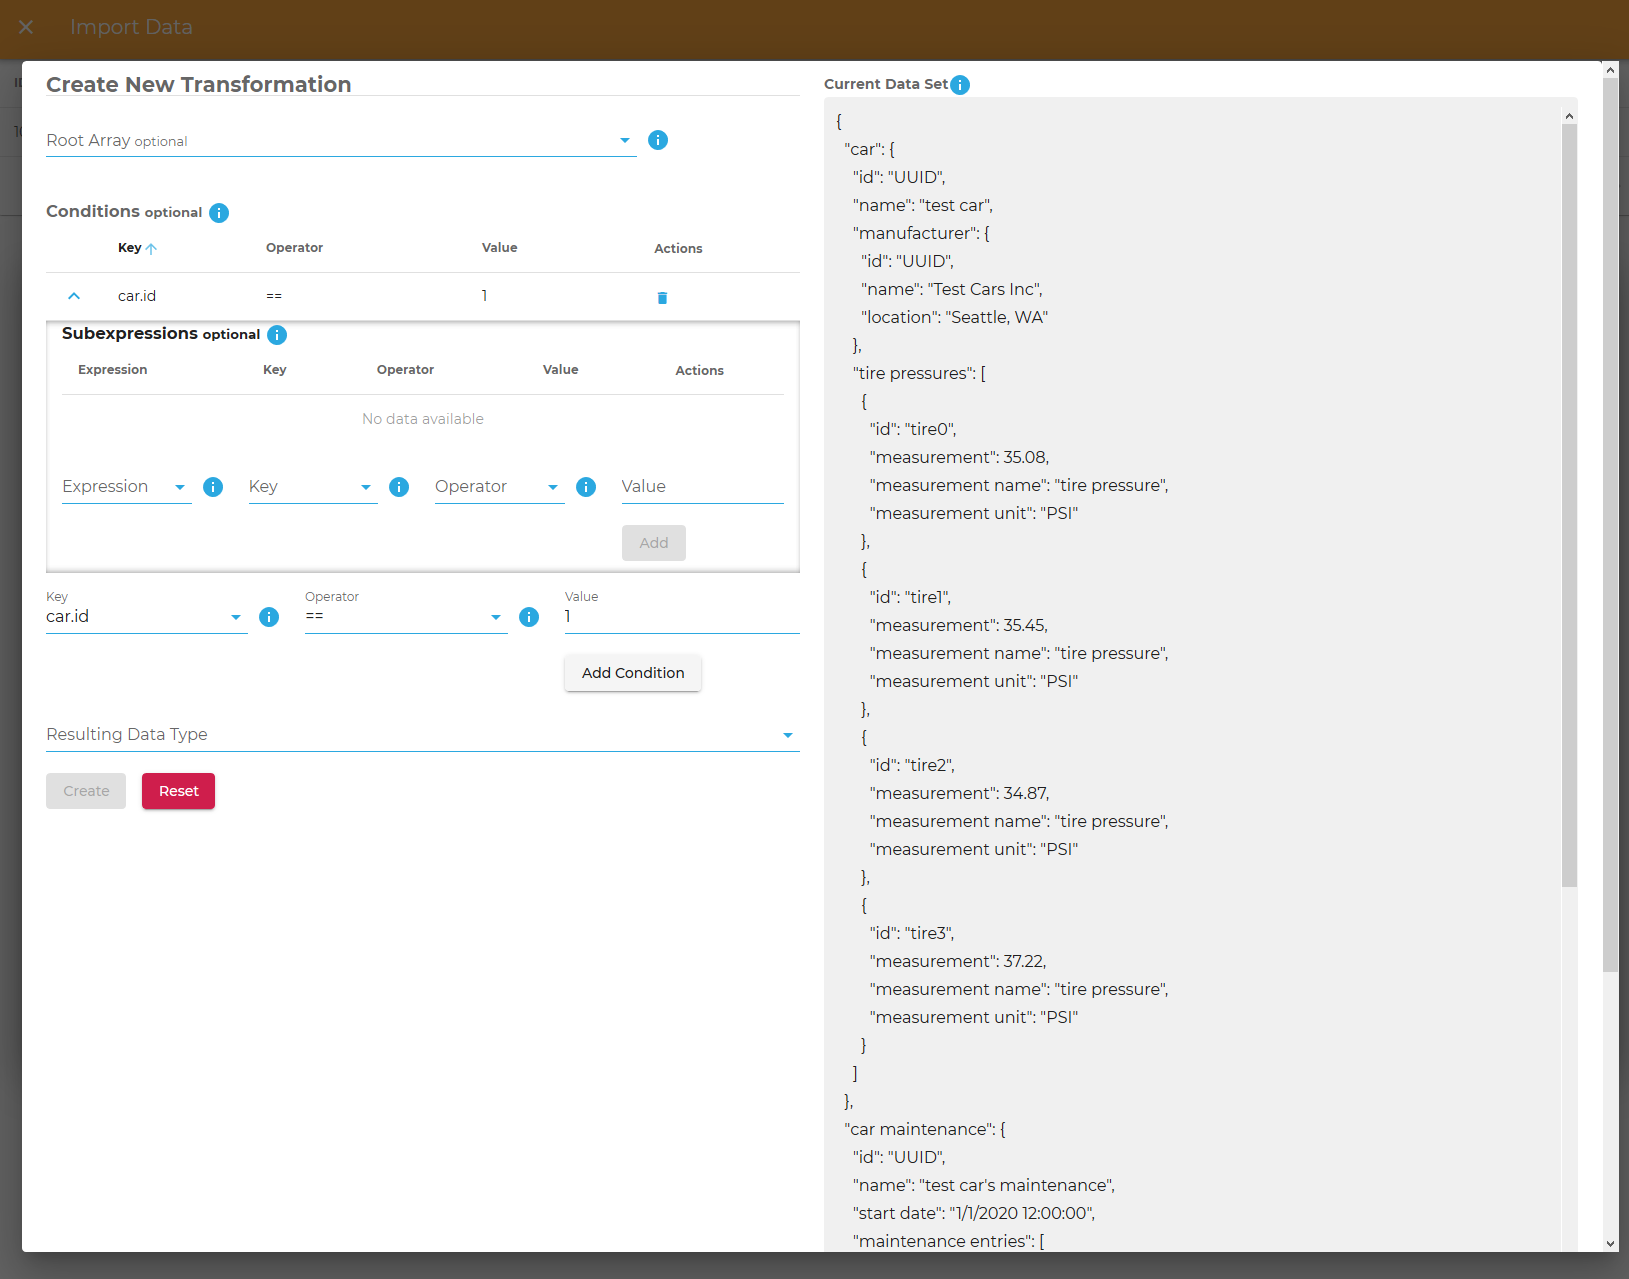 Import Data
Create New Transformation
Root Array optional
Conditions optional
Key Operator Value Actions
car.id == 1
Subexpressions optional
Expression Key Operator Value Actions
No data available
Expression Key Operator Value
Add
Key Operator Value
car.id == 1
Add Condition
Resulting Data Type
Create Reset
Current Data Set
{
"car": {
"id": "UUID",
"name": "test car",
"manufacturer": {
"id": "UUID",
"name": "Test Cars Inc",
"location": "Seattle, WA"
},
"tire pressures": [
{
"id": "tire0",
"measurement": 35.08,
"measurement name": "tire pressure",
"measurement unit": "PSI"
},
{
"id": "tire1",
"measurement": 35.45,
"measurement name": "tire pressure",
"measurement unit": "PSI"
},
{
"id": "tire2",
"measurement": 34.87,
"measurement name": "tire pressure",
"measurement unit": "PSI"
},
{
"id": "tire3",
"measurement": 37.22,
"measurement name": "tire pressure",
"measurement unit": "PSI"
}
]
},
"car maintenance": {
"id": "UUID",
"name": "test car's maintenance",
"start date": "1/1/2020 12:00:00",
"maintenance entries": [